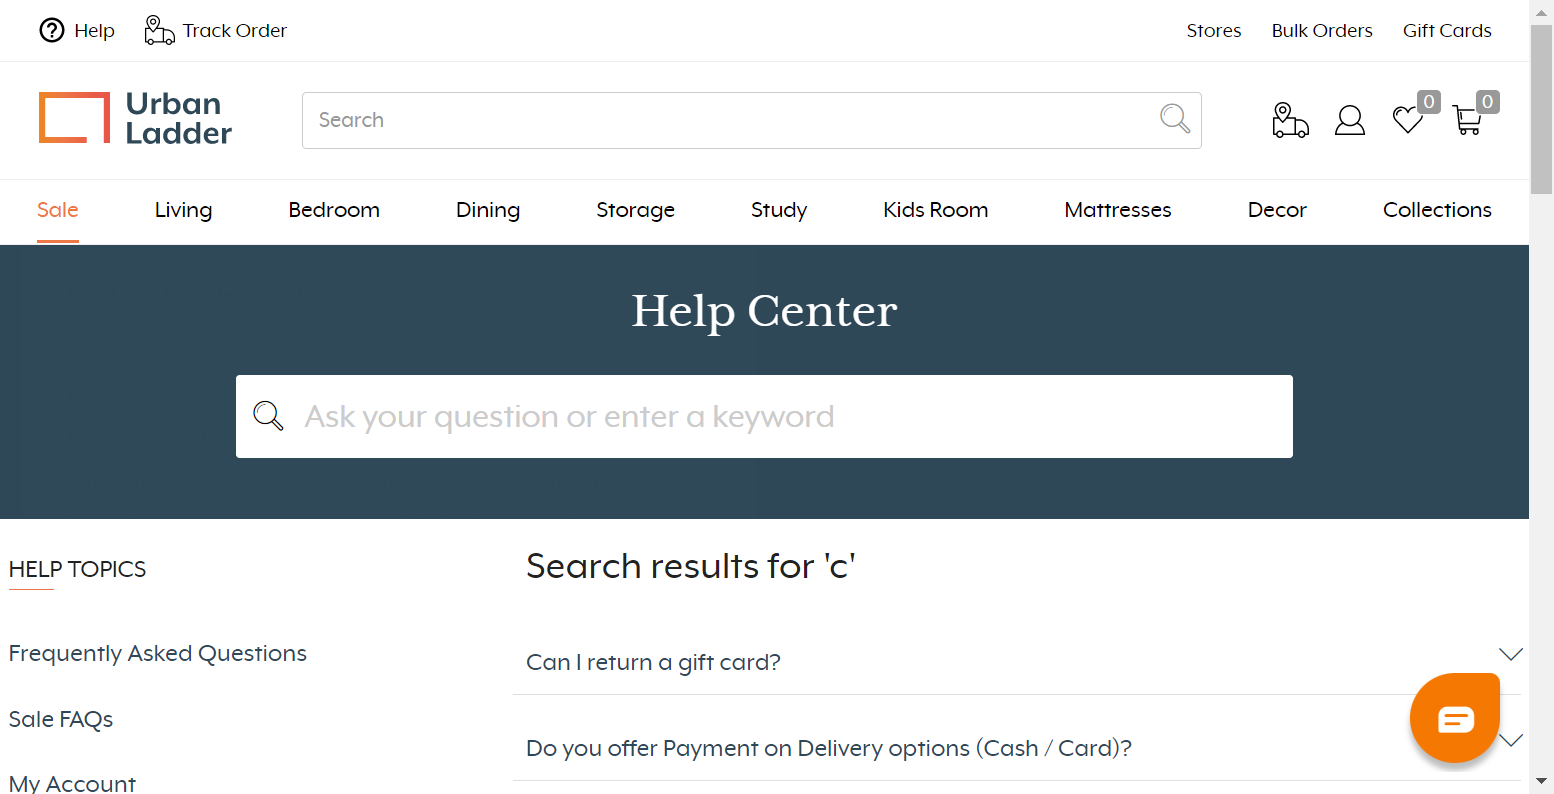 Help
Track Order
Stores
Bulk Orders
Gift Cards
Urban
Ladder
Search
0
0
Sale
Living
Bedroom
Dining
Storage
Study
Kids Room
Mattresses
Decor
Collections
Help Center
Ask your question or enter a keyword
HELP TOPICS
Frequently Asked Questions
Sale FAQs
My Account
Search results for 'c'
Can I return a gift card?
Do you offer Payment on Delivery options (Cash / Card)?